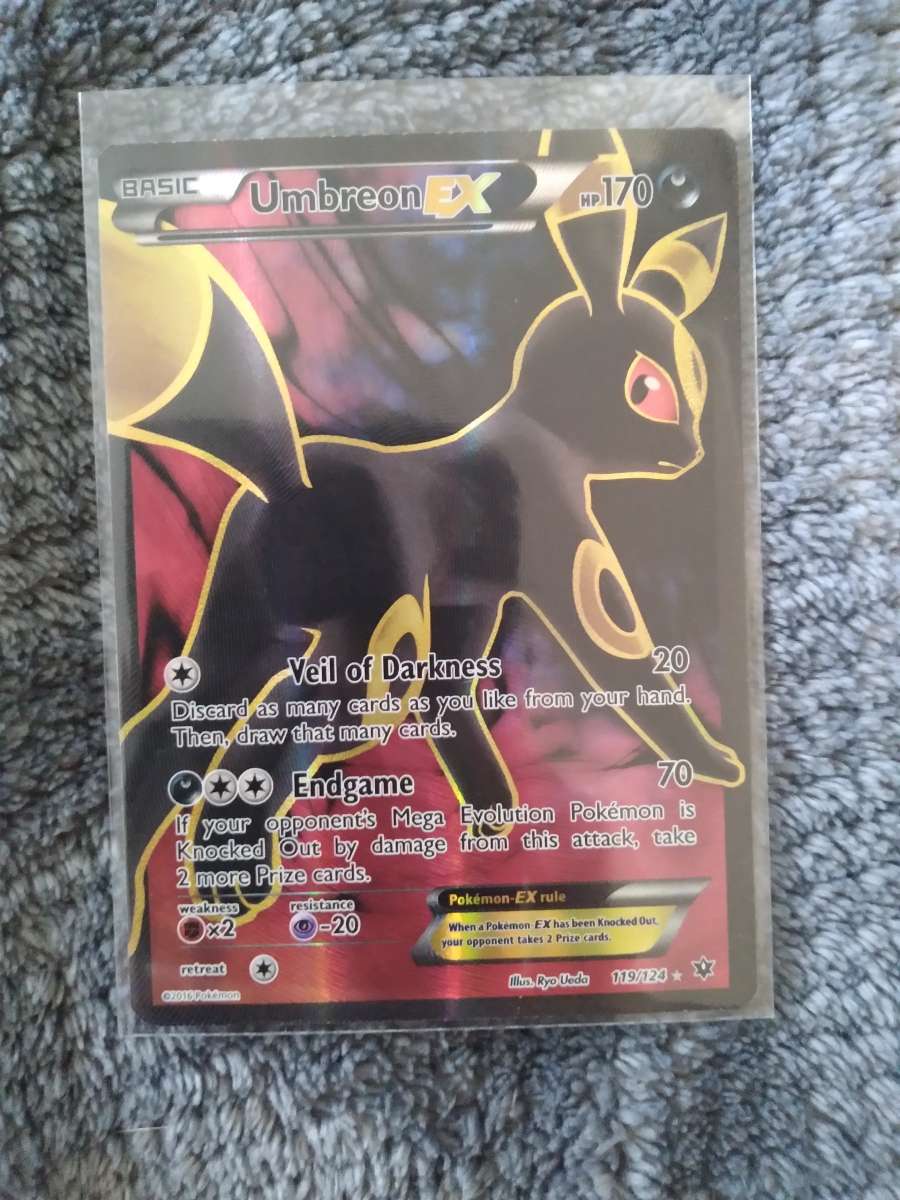 BASIC Umbreon EX HP170
Veil of Darkness 20
Discard as many cards as you like from your hand.
Then, draw that many cards.
Endgame 70
If your opponent's Mega Evolution Pokémon is
Knocked Out by damage from this attack, take
2 more Prize cards.
weakness resistance
×2 -20
Pokémon-EX rule
When a Pokémon EX has been Knocked Out,
your opponent takes 2 Prize cards.
retreat
Illus. Ryo Ueda 119/124
©2016 Pokémon